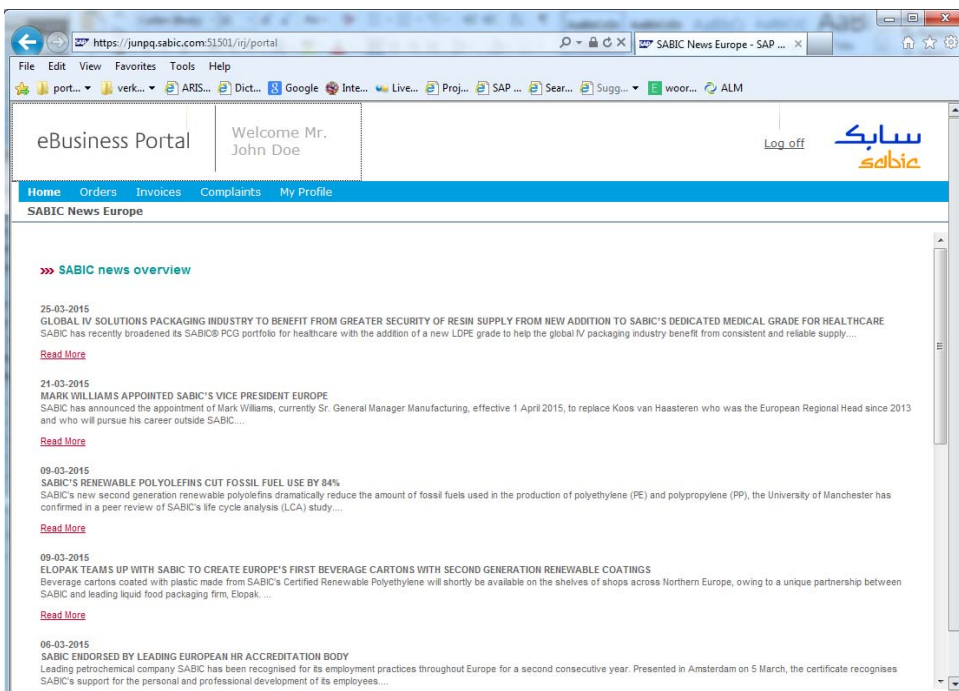 https://junpq.sabic.com:51501/irj/portal
SABIC News Europe - SAP ...
File Edit View Favorites Tools Help
port... verk... ARIS... Dict... Google Inte... Live... Proj... SAP ... Sear... Sugg... woor... ALM
eBusiness Portal
Welcome Mr.
John Doe
Log off
سابك
sabic
Home Orders Invoices Complaints My Profile
SABIC News Europe
SABIC news overview
25-03-2015
GLOBAL IV SOLUTIONS PACKAGING INDUSTRY TO BENEFIT FROM GREATER SECURITY OF RESIN SUPPLY FROM NEW ADDITION TO SABIC'S DEDICATED MEDICAL GRADE FOR HEALTHCARE
SABIC has recently broadened its SABIC® PCG portfolio for healthcare with the addition of a new LDPE grade to help the global IV packaging industry benefit from consistent and reliable supply....
Read More
21-03-2015
MARK WILLIAMS APPOINTED SABIC'S VICE PRESIDENT EUROPE
SABIC has announced the appointment of Mark Williams, currently Sr. General Manager Manufacturing, effective 1 April 2015, to replace Koos van Haasteren who was the European Regional Head since 2013
and who will pursue his career outside SABIC....
Read More
09-03-2015
SABIC'S RENEWABLE POLYOLEFINS CUT FOSSIL FUEL USE BY 84%
SABIC's new second generation renewable polyolefins dramatically reduce the amount of fossil fuels used in the production of polyethylene (PE) and polypropylene (PP), the University of Manchester has
confirmed in a peer review of SABIC's life cycle analysis (LCA) study....
Read More
09-03-2015
ELOPAK TEAMS UP WITH SABIC TO CREATE EUROPE'S FIRST BEVERAGE CARTONS WITH SECOND GENERATION RENEWABLE COATINGS
Beverage cartons coated with plastic made from SABIC's Certified Renewable Polyethylene will shortly be available on the shelves of shops across Northern Europe, owing to a unique partnership between
SABIC and leading liquid food packaging firm, Elopak. ...
Read More
06-03-2015
SABIC ENDORSED BY LEADING EUROPEAN HR ACCREDITATION BODY
Leading petrochemical company SABIC has been recognised for its employment practices throughout Europe for a second consecutive year. Presented in Amsterdam on 5 March, the certificate recognises
SABIC's support for the personal and professional development of its employees....